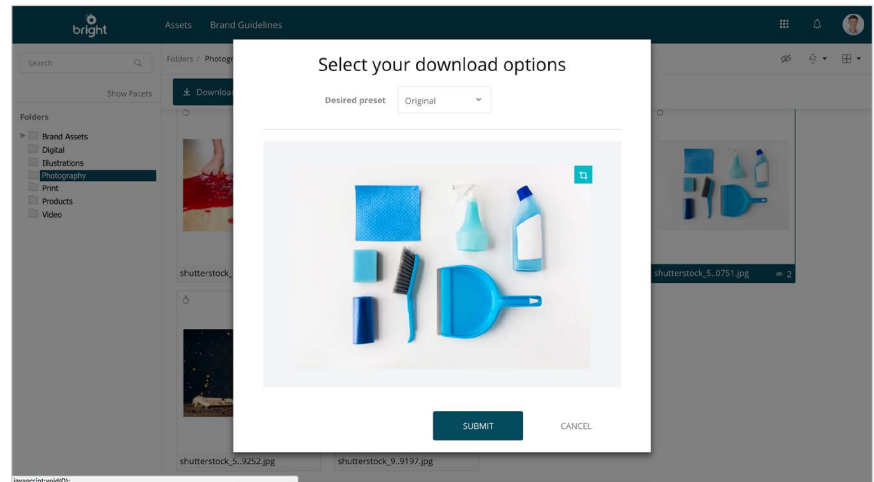 bright
Assets
Brand Guidelines
Search
Folders / Photogr
Show Facets
Download
Folders
Brand Assets
Digital
Illustrations
Photography
Print
Products
Video
Select your download options
Desired preset
Original
SUBMIT
CANCEL
shutterstock_
shutterstock_5..0751.jpg
2
shutterstock_5..9252.jpg
shutterstock_9..9197.jpg
javascript:void(0);